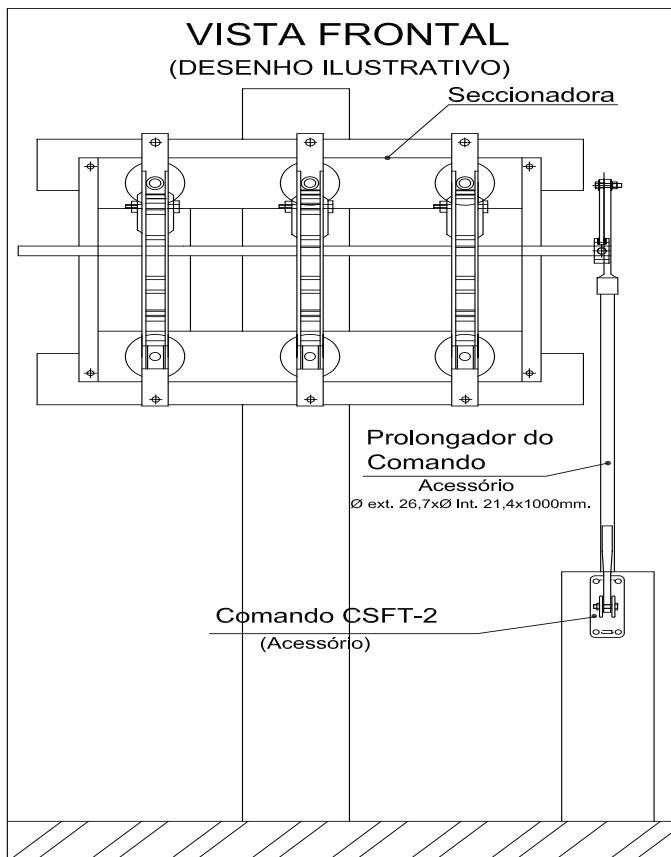 VISTA FRONTAL
(DESENHO ILUSTRATIVO)
Seccionadora
Prolongador do
Comando
Acessório
Ø ext. 26,7xØ Int. 21,4x1000mm.
Comando CSFT-2
(Acessório)